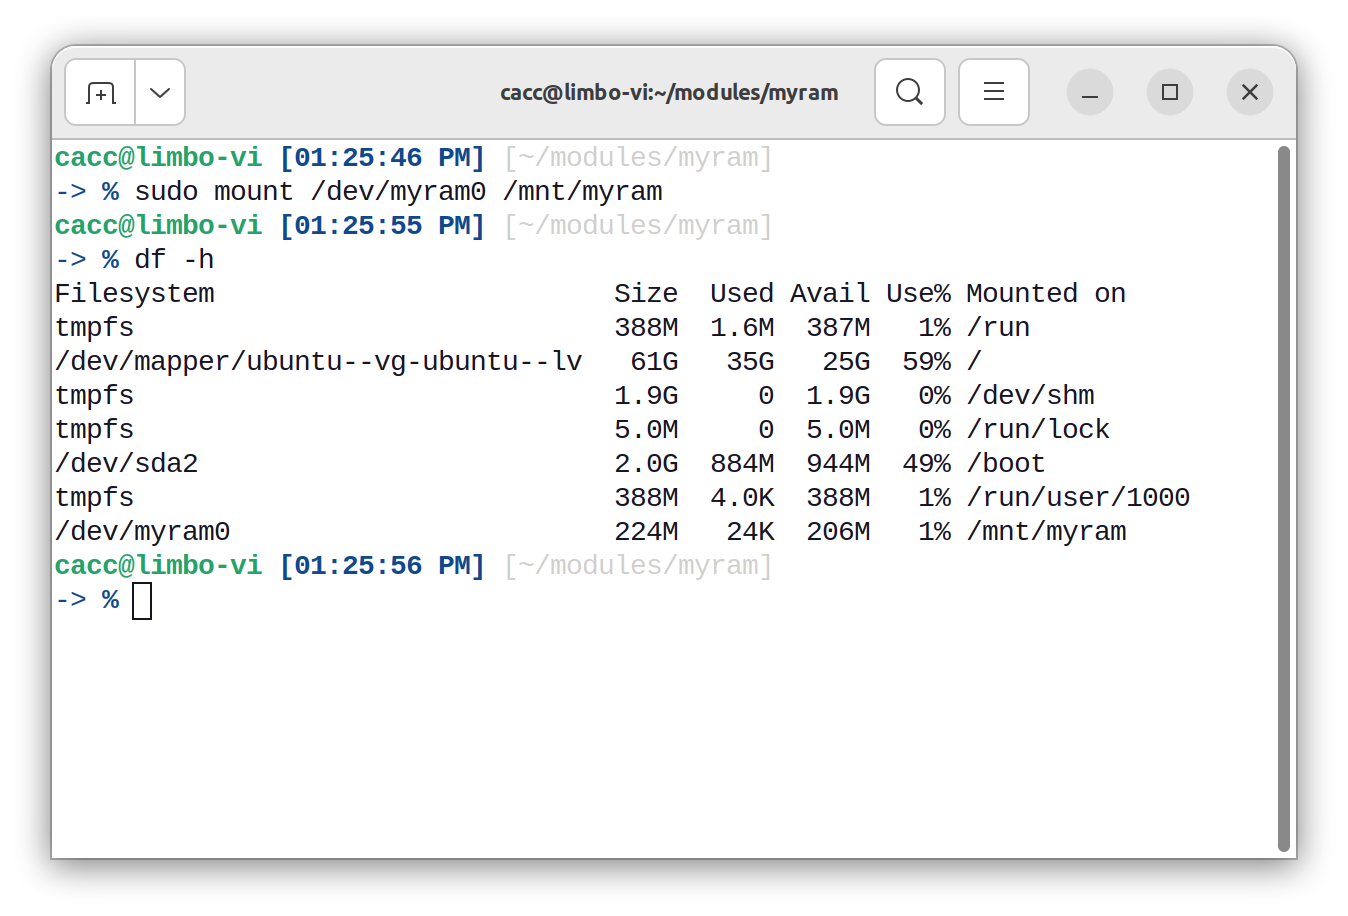 cacc@limbo-vi:~/modules/myram
cacc@limbo-vi [01:25:46 PM] [~/modules/myram]
-> % sudo mount /dev/myram0 /mnt/myram
cacc@limbo-vi [01:25:55 PM] [~/modules/myram]
-> % df -h
Filesystem                         Size  Used Avail Use% Mounted on
tmpfs                              388M  1.6M  387M   1% /run
/dev/mapper/ubuntu--vg-ubuntu--lv   61G   35G   25G  59% /
tmpfs                              1.9G     0  1.9G   0% /dev/shm
tmpfs                              5.0M     0  5.0M   0% /run/lock
/dev/sda2                          2.0G  884M  944M  49% /boot
tmpfs                              388M  4.0K  388M   1% /run/user/1000
/dev/myram0                        224M   24K  206M   1% /mnt/myram
cacc@limbo-vi [01:25:56 PM] [~/modules/myram]
-> %